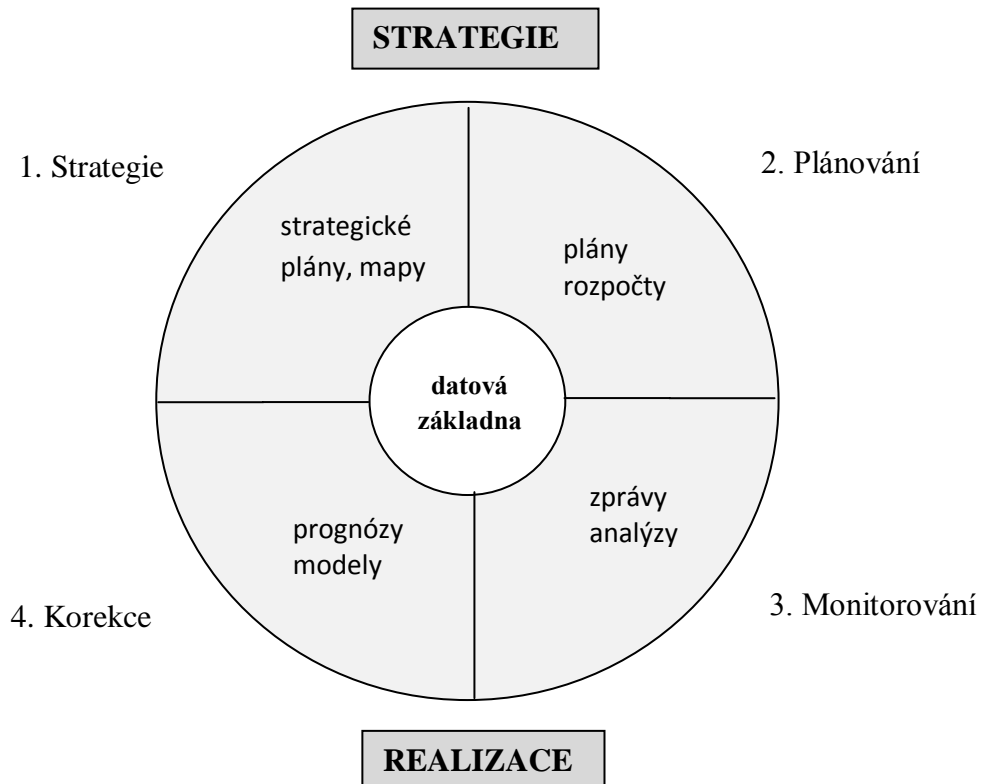 STRATEGIE
1. Strategie
2. Plánování
strategické
plány, mapy
plány
rozpočty
datová
základna
zprávy
analýzy
prognózy
modely
3. Monitorování
4. Korekce
REALIZACE